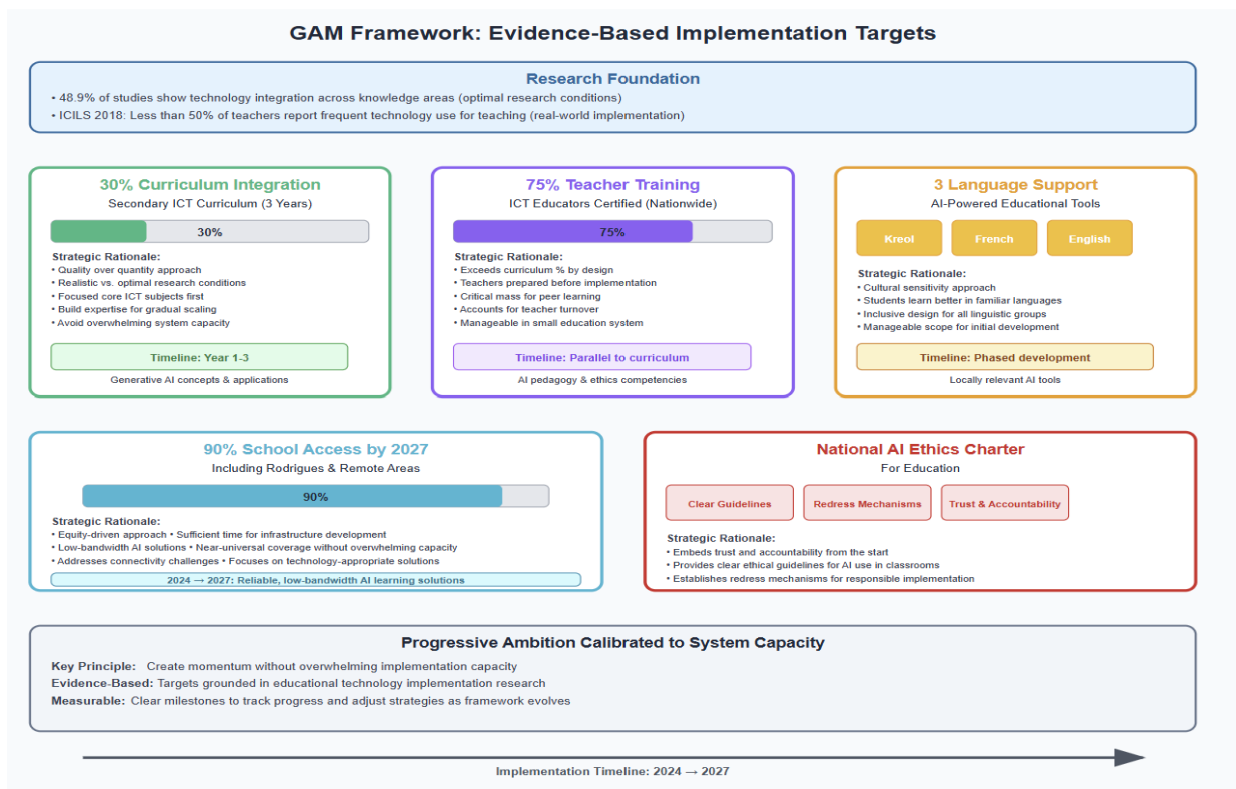 GAM Framework: Evidence-Based Implementation Targets
Research Foundation
• 48.9% of studies show technology integration across knowledge areas (optimal research conditions)
• ICILS 2018: Less than 50% of teachers report frequent technology use for teaching (real-world implementation)
30% Curriculum Integration
Secondary ICT Curriculum (3 Years)
30%
Strategic Rationale:
• Quality over quantity approach
• Realistic vs. optimal research conditions
• Focused core ICT subjects first
• Build expertise for gradual scaling
• Avoid overwhelming system capacity
Timeline: Year 1-3
Generative AI concepts & applications
75% Teacher Training
ICT Educators Certified (Nationwide)
75%
Strategic Rationale:
• Exceeds curriculum % by design
• Teachers prepared before implementation
• Critical mass for peer learning
• Accounts for teacher turnover
• Manageable in small education system
Timeline: Parallel to curriculum
AI pedagogy & ethics competencies
3 Language Support
AI-Powered Educational Tools
Kreol
French
English
Strategic Rationale:
• Cultural sensitivity approach
• Students learn better in familiar languages
• Inclusive design for all linguistic groups
• Manageable scope for initial development
Timeline: Phased development
Locally relevant AI tools
90% School Access by 2027
Including Rodrigues & Remote Areas
90%
Strategic Rationale:
• Equity-driven approach • Sufficient time for infrastructure development
• Low-bandwidth AI solutions • Near-universal coverage without overwhelming capacity
• Addresses connectivity challenges • Focuses on technology-appropriate solutions
2024 → 2027: Reliable, low-bandwidth AI learning solutions
National AI Ethics Charter
For Education
Clear Guidelines
Redress Mechanisms
Trust & Accountability
Strategic Rationale:
• Embeds trust and accountability from the start
• Provides clear ethical guidelines for AI use in classrooms
• Establishes redress mechanisms for responsible implementation
Progressive Ambition Calibrated to System Capacity
Key Principle: Create momentum without overwhelming implementation capacity
Evidence-Based: Targets grounded in educational technology implementation research
Measurable: Clear milestones to track progress and adjust strategies as framework evolves
Implementation Timeline: 2024 → 2027